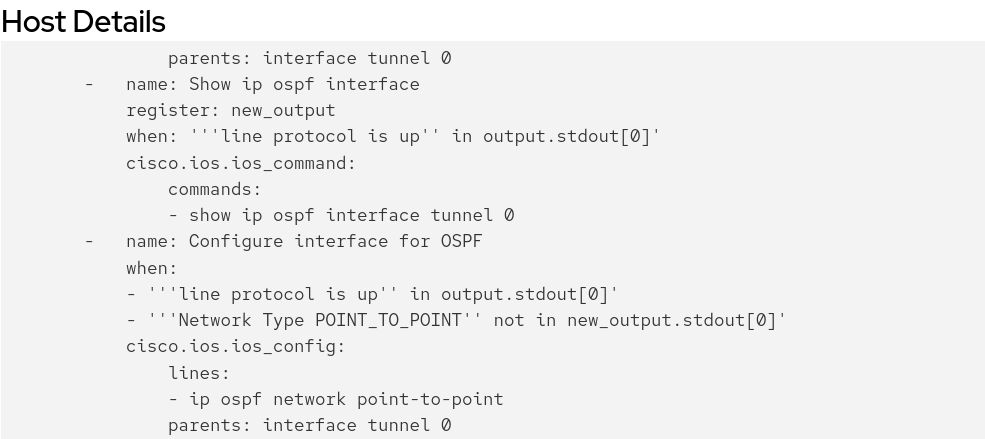 Host Details
parents: interface tunnel 0
- name: Show ip ospf interface
register: new_output
when: '''line protocol is up'' in output.stdout[0]'
cisco.ios.ios_command:
commands:
- show ip ospf interface tunnel 0
- name: Configure interface for OSPF
when:
- '''line protocol is up'' in output.stdout[0]'
- '''Network Type POINT_TO_POINT'' not in new_output.stdout[0]'
cisco.ios.ios_config:
lines:
- ip ospf network point-to-point
parents: interface tunnel 0